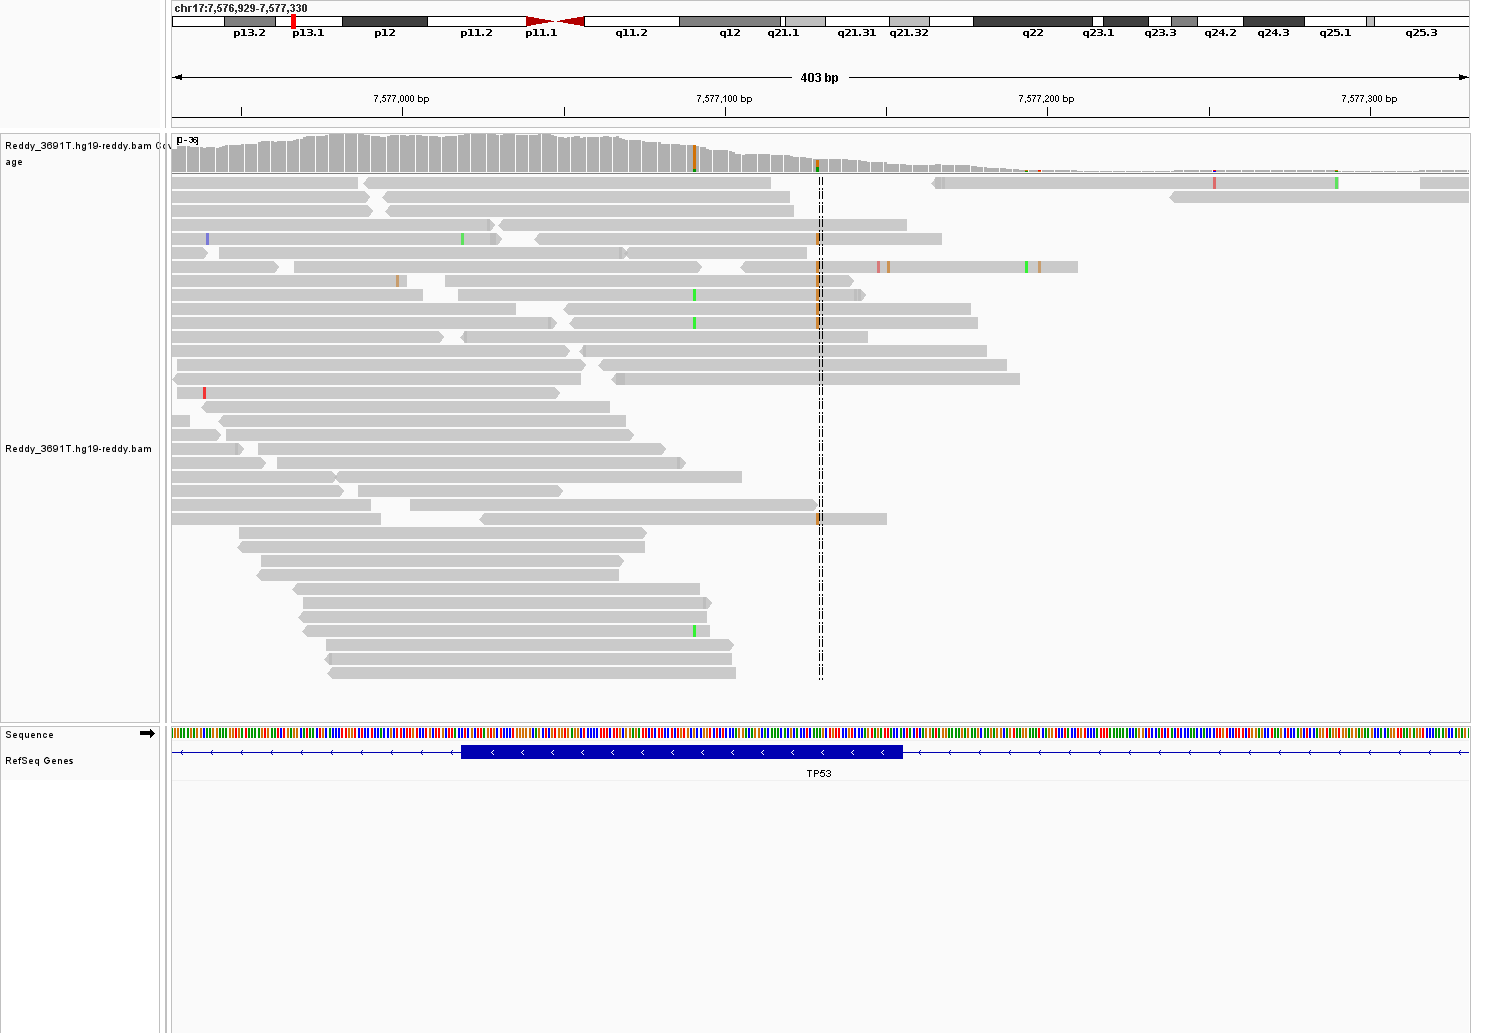 chr17:7,576,929-7,577,330
p13.2 p13.1 p12 p11.2 p11.1 q11.2 q12 q21.1 q21.31 q21.32 q22 q23.1 q23.3 q24.2 q24.3 q25.1 q25.3
403 bp
7,577,000 bp 7,577,100 bp 7,577,200 bp 7,577,300 bp
[0-36]
Reddy_3691T.hg19-reddy.bam Cov
age
Reddy_3691T.hg19-reddy.bam
Sequence
RefSeq Genes
TP53